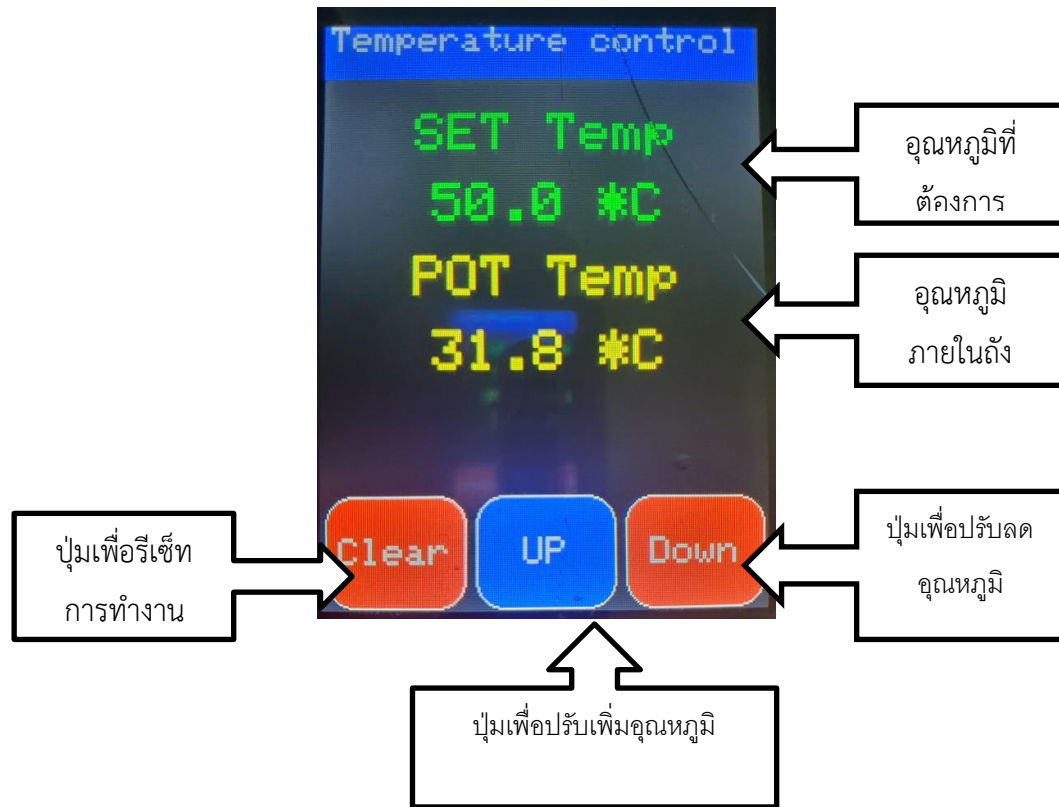 Temperature control
SET Temp
50.0 *C
POT Temp
31.8 *C
อุณหภูมิที่
ต้องการ
อุณหภูมิ
ภายในถัง
Clear
UP
Down
ปุ่มเพื่อรีเซ็ท
การทำงาน
ปุ่มเพื่อปรับลด
อุณหภูมิ
ปุ่มเพื่อปรับเพิ่มอุณหภูมิ